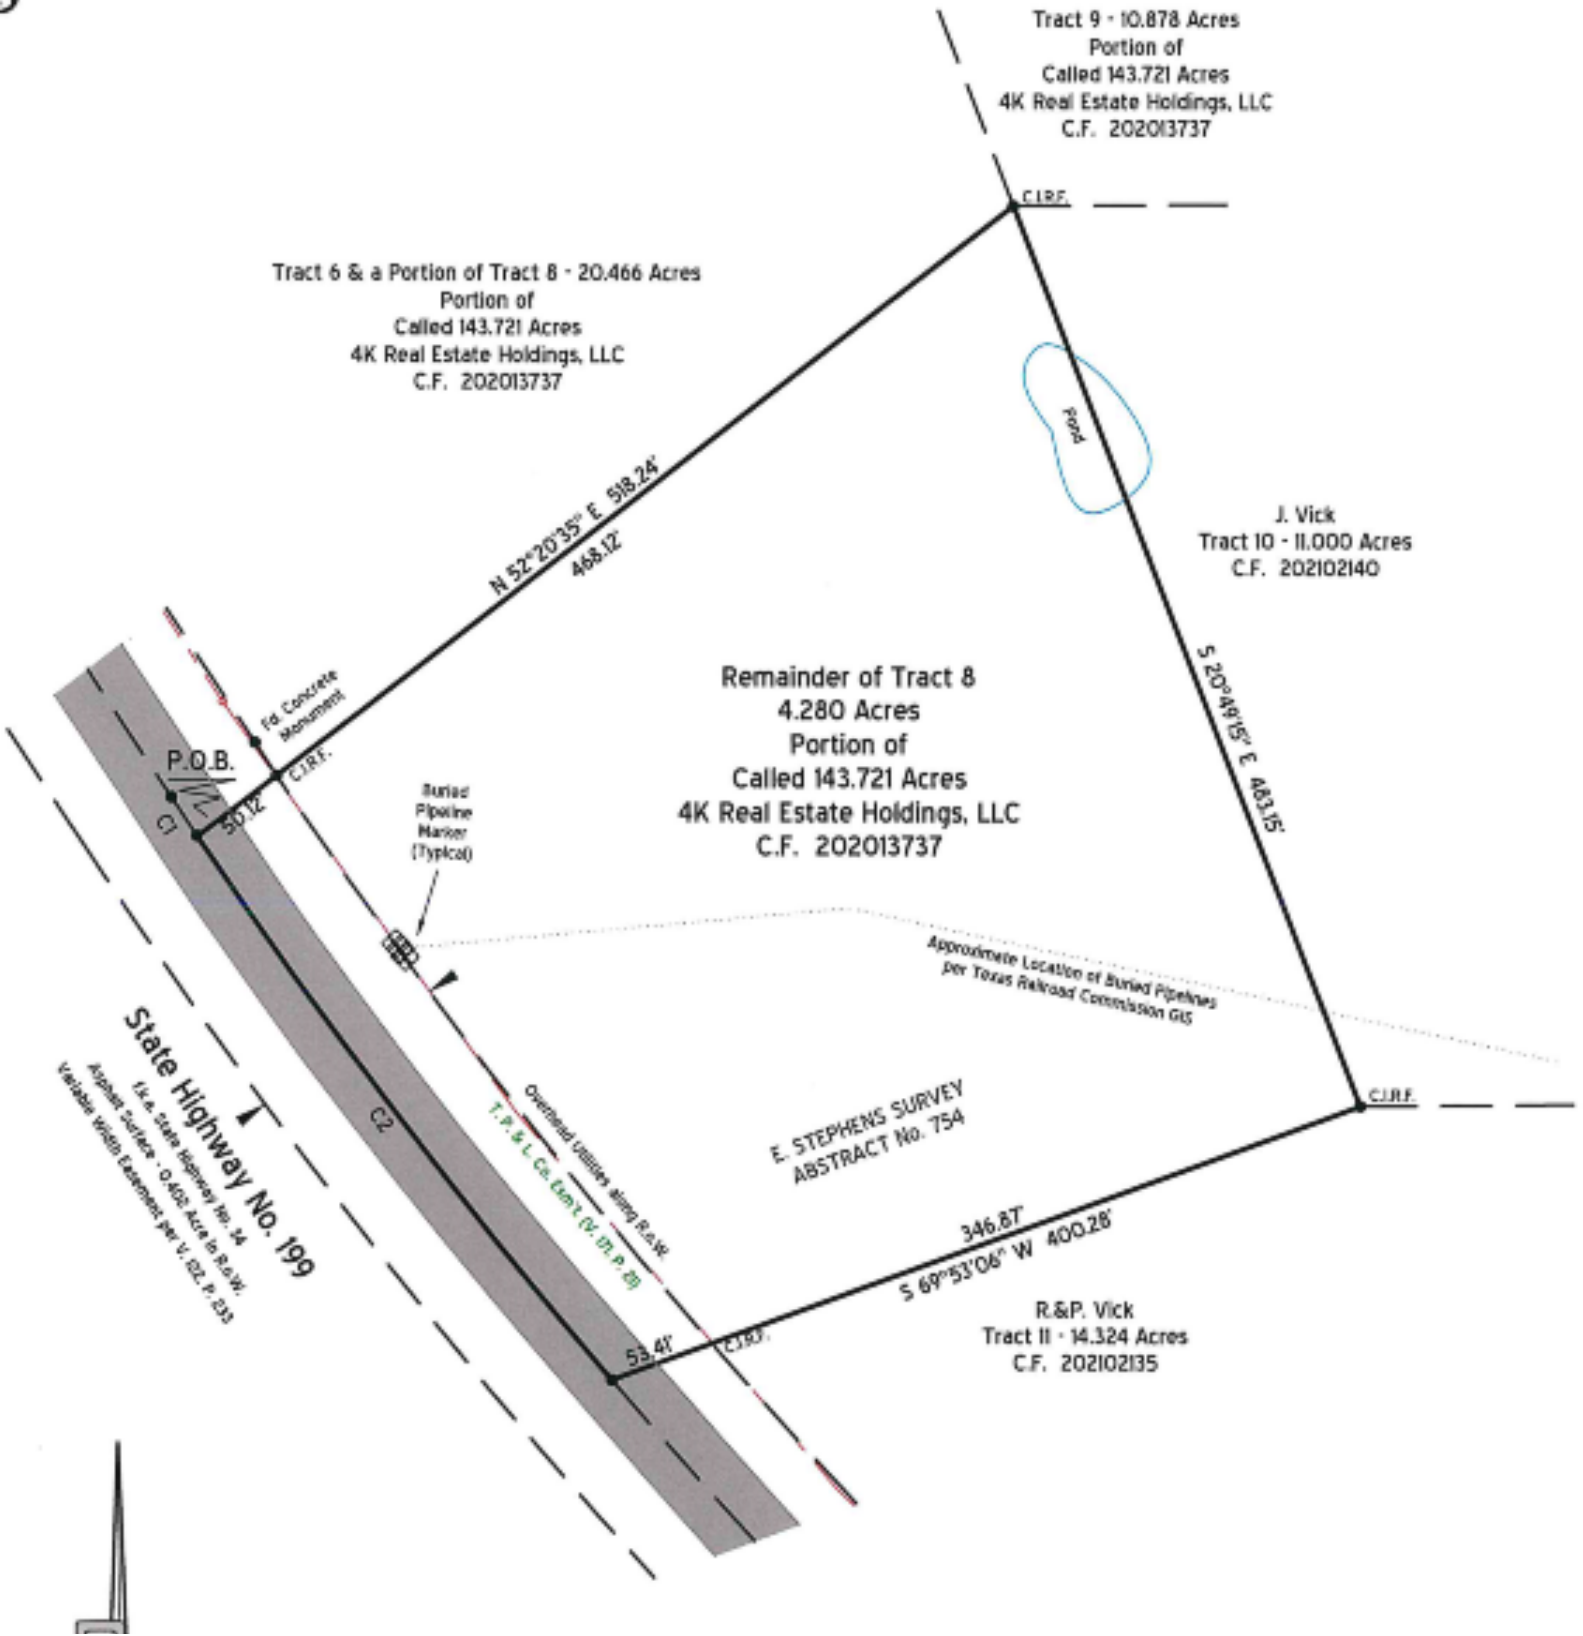 Tract 9 - 10.878 Acres
Portion of
Called 143.721 Acres
4K Real Estate Holdings, LLC
C.F. 202013737
C.I.R.F.
Tract 6 & a Portion of Tract 8 - 20.466 Acres
Portion of
Called 143.721 Acres
4K Real Estate Holdings, LLC
C.F. 202013737
Pond
N 52°20'35" E 518.24'
468.12'
J. Vick
Tract 10 - 11.000 Acres
C.F. 202102140
S 20°49'15" E 483.15'
Remainder of Tract 8
4.280 Acres
Portion of
Called 143.721 Acres
4K Real Estate Holdings, LLC
C.F. 202013737
Fd. Concrete
Monument
C.I.R.F.
P.O.B.
50.12'
C1
Buried
Pipeline
Marker
(Typical)
Approximate Location of Buried Pipelines
per Texas Railroad Commission GIS
State Highway No. 199
f.k.a. State Highway No. 34
Asphalt Surface - 0.402 Acre in R.o.W.
Variable Width Easement per V. 122, P. 233
C2
Overhead Utilities along R.o.W.
T. P. & L. Co. Esm't. (V. 171, P. 21)
E. STEPHENS SURVEY
ABSTRACT No. 754
C.I.R.F.
346.87'
S 69°53'06" W 400.28'
53.41'
C.I.R.F.
R.&P. Vick
Tract 11 - 14.324 Acres
C.F. 202102135